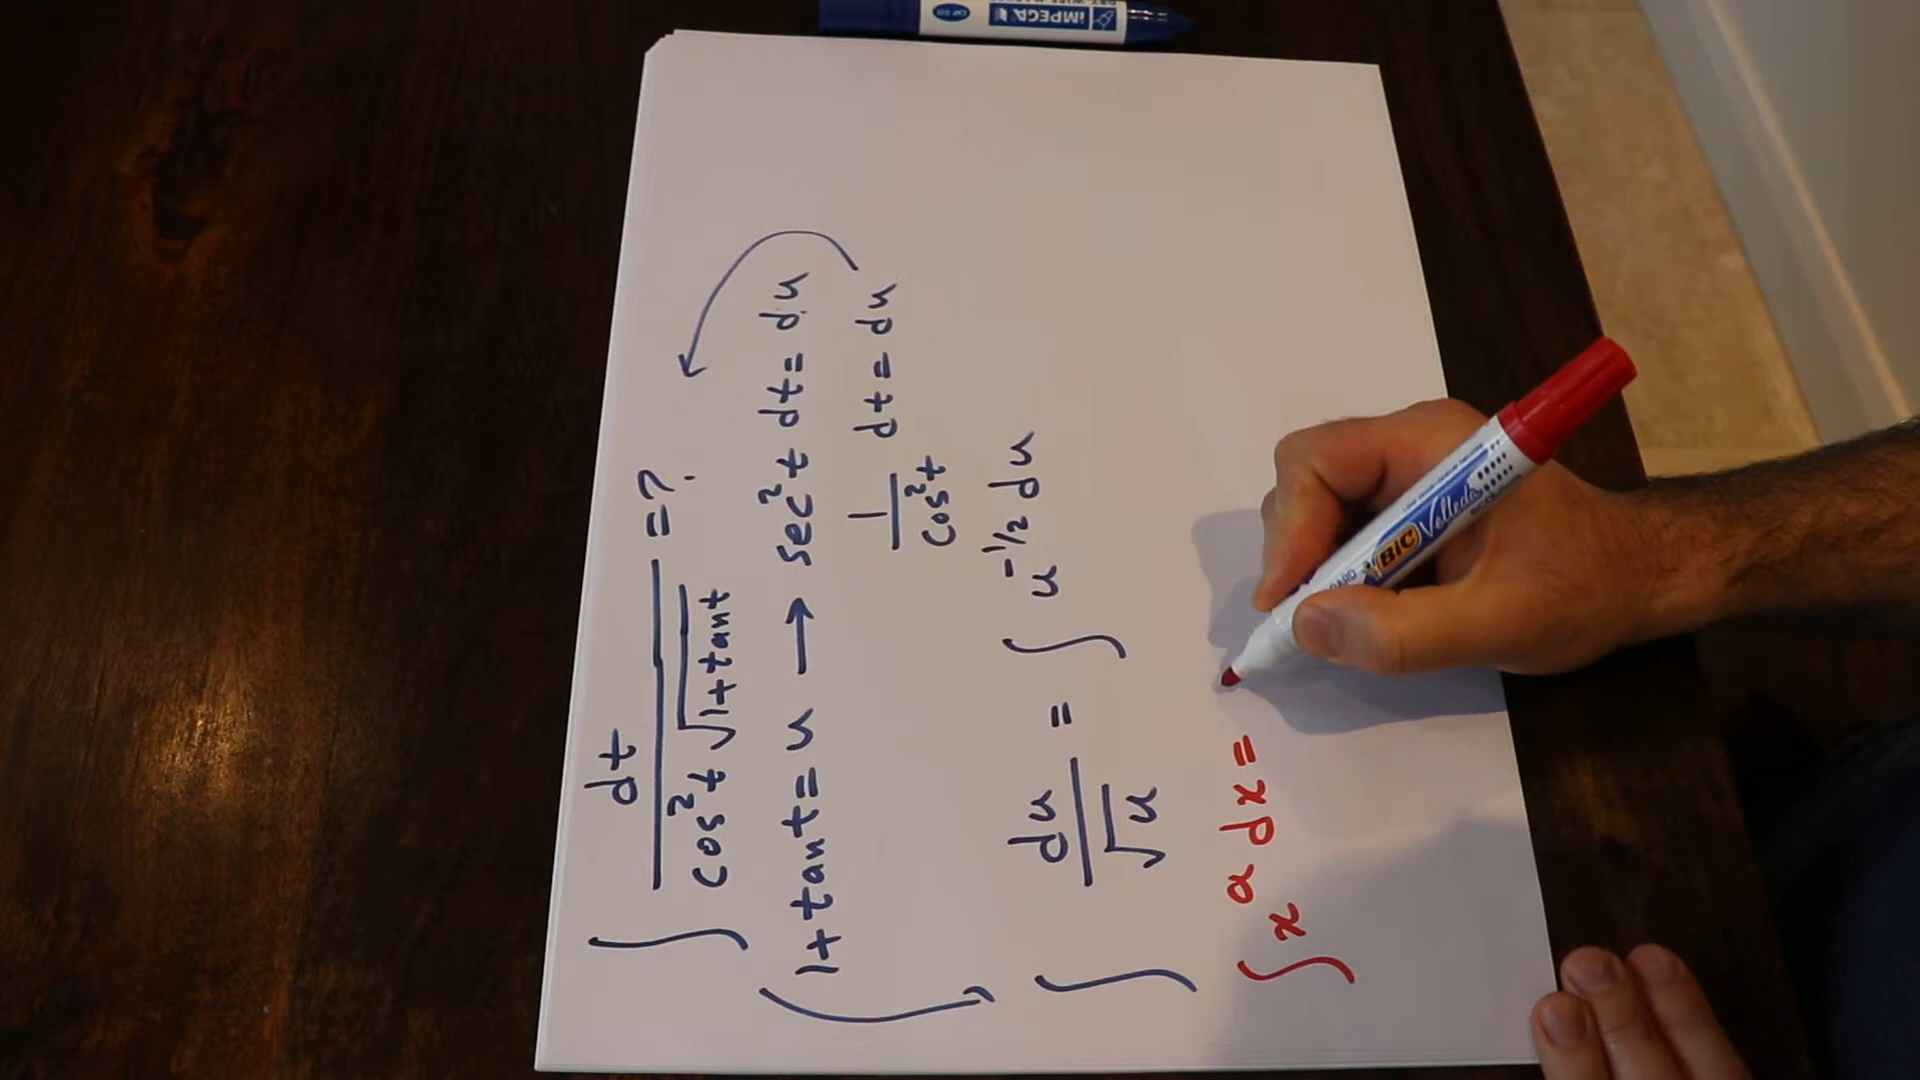 ∫ dt / (cos²t √(1+tant)) = ?
1+tant = u → sec²t dt = du
1/cos²t dt = du
∫ du/√u = ∫ u^(-1/2) du
∫ x^a dx =
BIC Velleda
iMPEGA